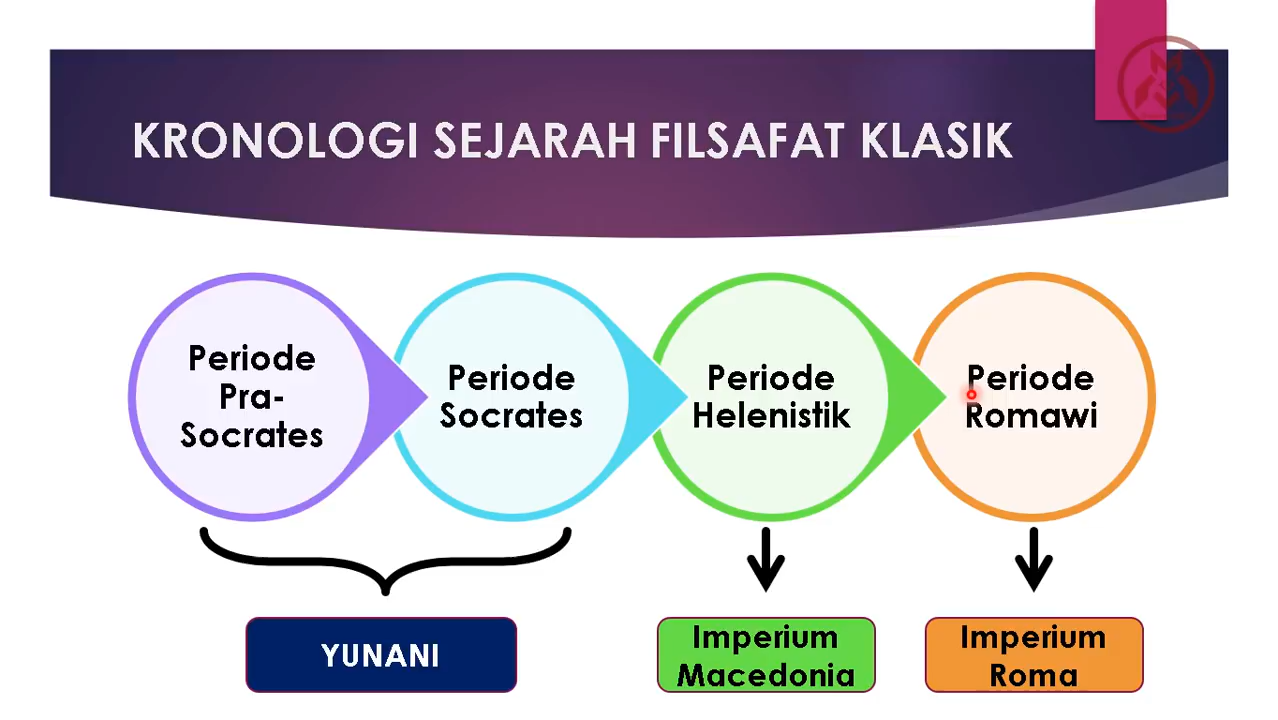 KRONOLOGI SEJARAH FILSAFAT KLASIK
Periode
Pra-
Socrates
Periode
Socrates
Periode
Helenistik
Periode
Romawi
YUNANI
Imperium
Macedonia
Imperium
Roma